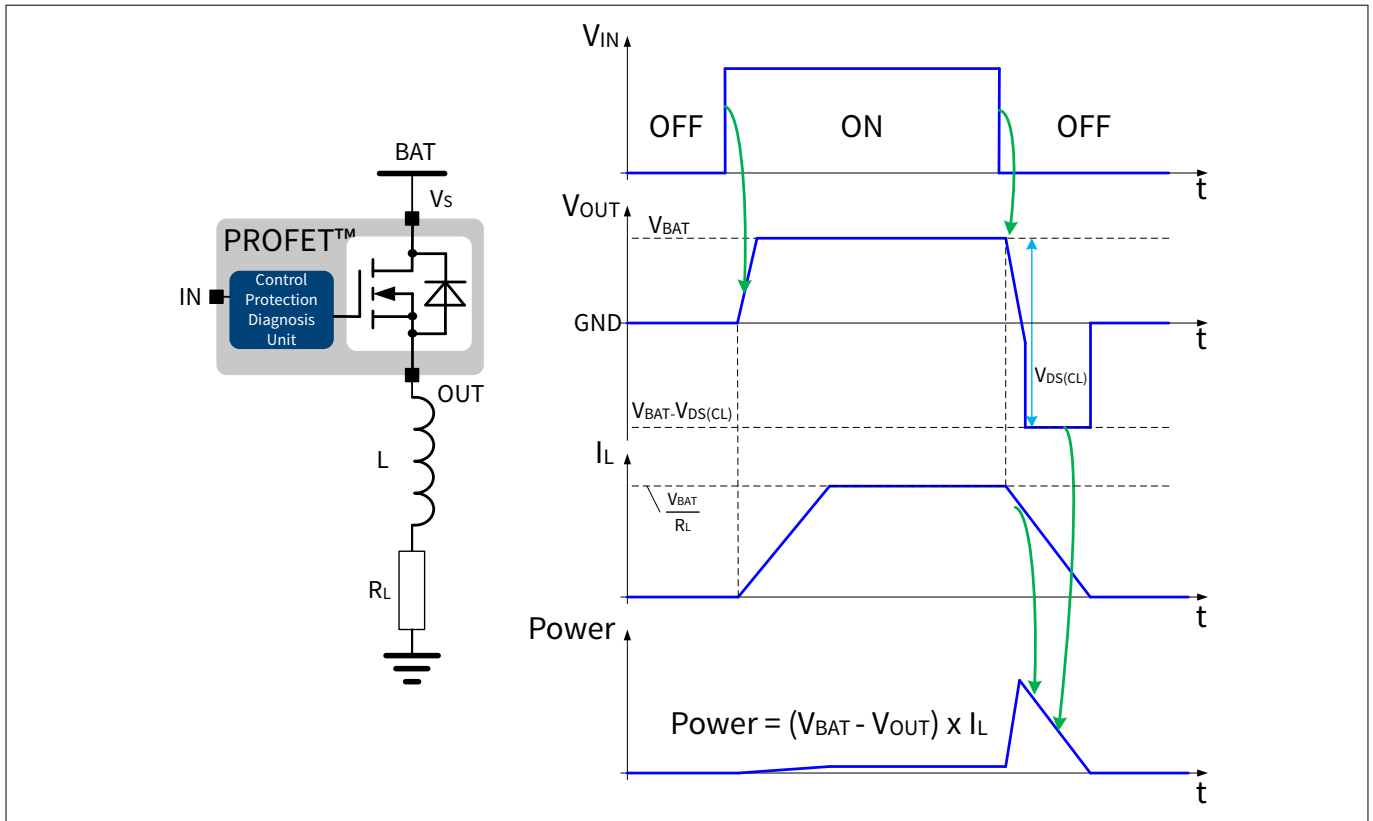 BAT
VS
PROFET™
IN
Control
Protection
Diagnosis
Unit
OUT
L
RL
VIN
OFF
ON
OFF
t
VOUT
VBAT
GND
t
VDS(CL)
VBAT-VDS(CL)
IL
VBAT
RL
t
Power
Power = (VBAT - VOUT) x IL
t